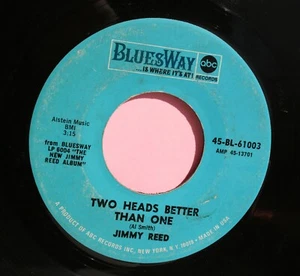 BLUESWAY
...IS WHERE IT'S AT!
abc
RECORDS
Alstein Music
BMI
3:15
45-BL-61003
AMP 45-12701
from BLUESWAY
LP 6004 "THE
NEW JIMMY
REED ALBUM"
TWO HEADS BETTER
THAN ONE
(Al Smith)
JIMMY REED
A PRODUCT OF ABC RECORDS INC., NEW YORK, N.Y. 10019 • MADE IN USA